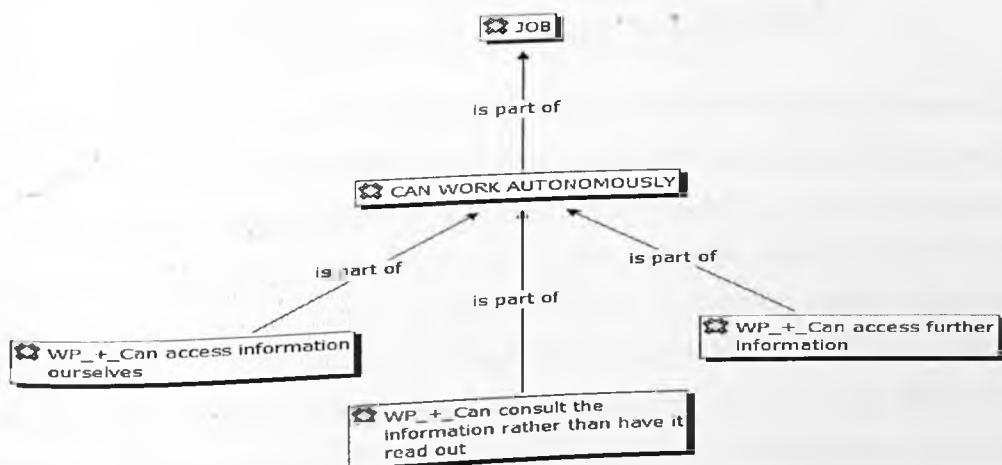 JOB
is part of
CAN WORK AUTONOMOUSLY
is part of
is part of
is part of
WP_+_Can access information
ourselves
WP_+_Can access further
information
WP_+_Can consult the
information rather than have it
read out